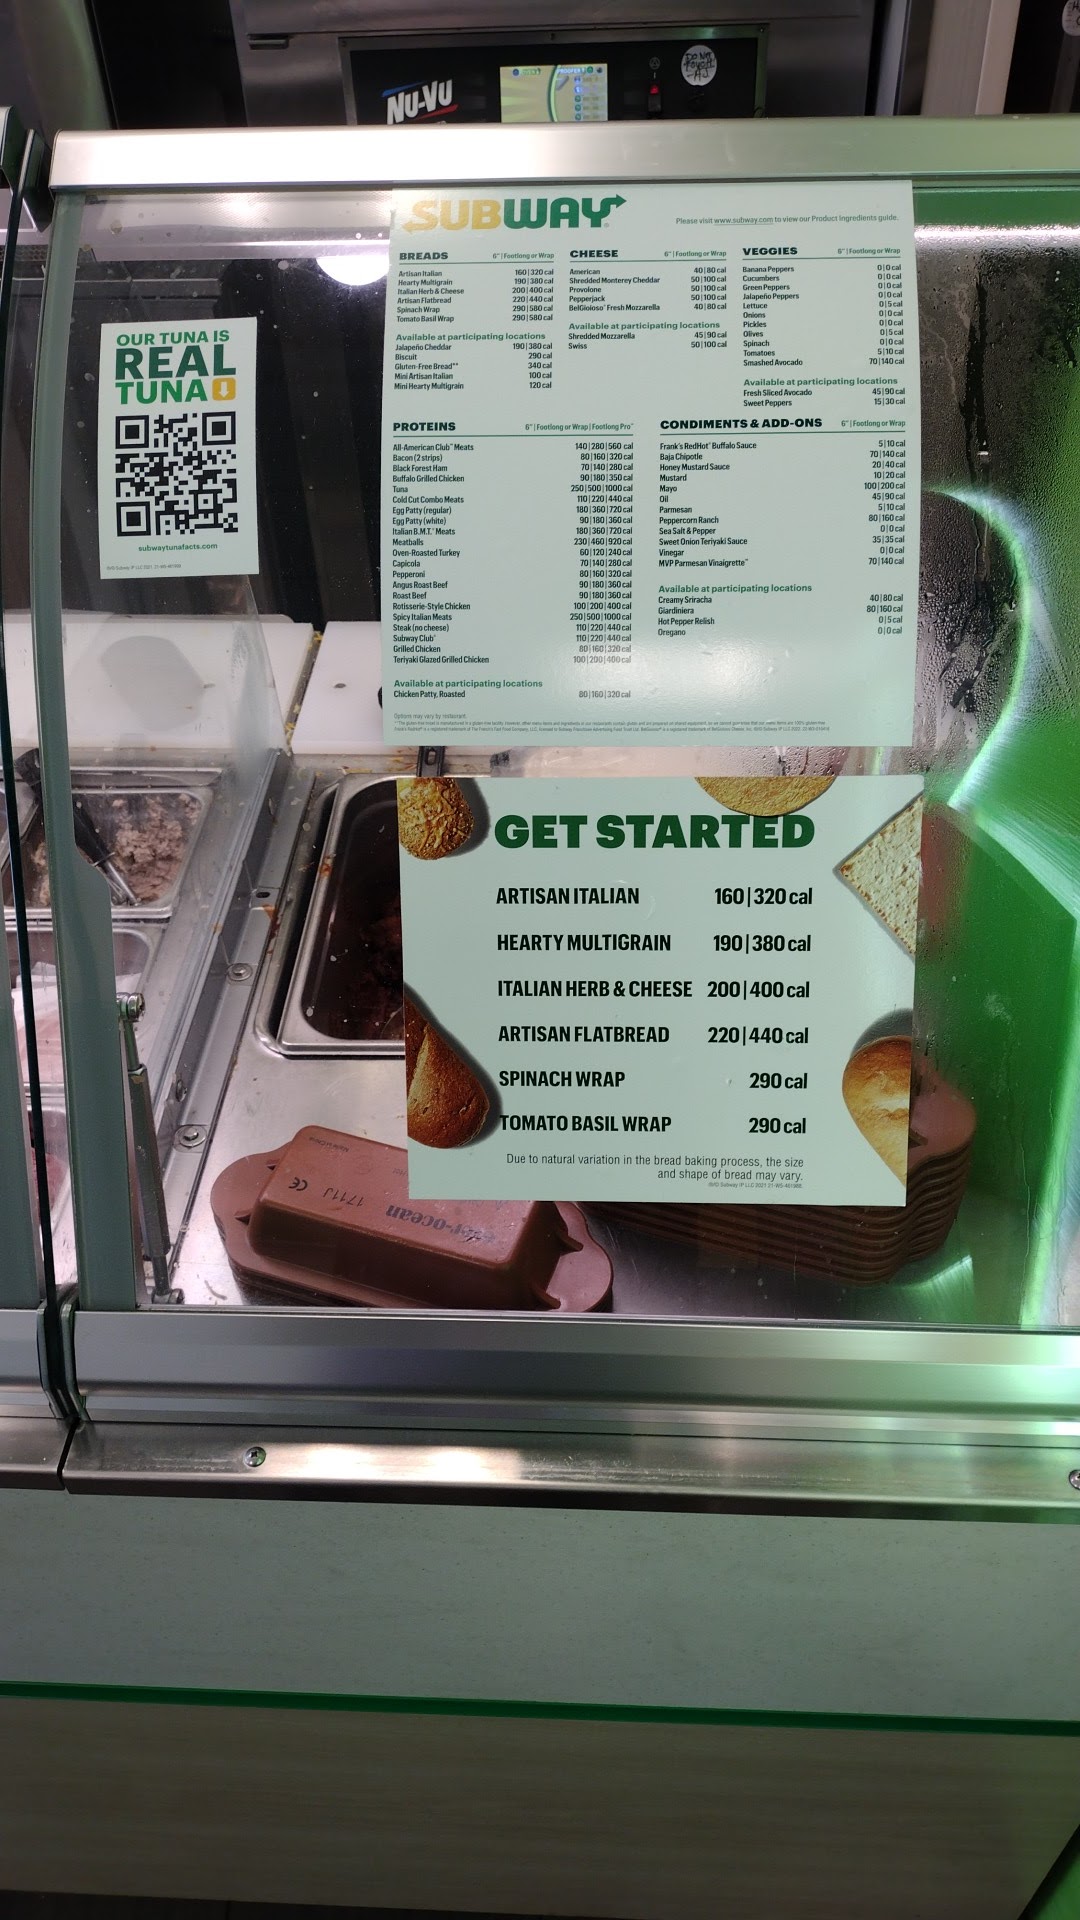 NU-VU
DO NOT
SUBWAY
Please visit www.subway.com to view our Product Ingredients guide.
BREADS 6" | Footlong or Wrap
Artisan Italian 160|320 cal
Hearty Multigrain 190|380 cal
Italian Herb & Cheese 200|400 cal
Artisan Flatbread 220|440 cal
Spinach Wrap 290|580 cal
Tomato Basil Wrap 290|580 cal
Available at participating locations
Jalapeño Cheddar 190|380 cal
Biscuit 290 cal
Gluten-Free Bread** 340 cal
Mini Artisan Italian 100 cal
Mini Hearty Multigrain 120 cal
CHEESE 6" | Footlong or Wrap
American 40|80 cal
Shredded Monterey Cheddar 50|100 cal
Provolone 50|100 cal
Pepperjack 50|100 cal
BelGioioso® Fresh Mozzarella 40|80 cal
Available at participating locations
Shredded Mozzarella 45|90 cal
Swiss 50|100 cal
VEGGIES 6" | Footlong or Wrap
Banana Peppers 0|0 cal
Cucumbers 0|0 cal
Green Peppers 0|0 cal
Jalapeño Peppers 0|0 cal
Lettuce 0|5 cal
Onions 0|0 cal
Pickles 0|0 cal
Olives 0|5 cal
Spinach 0|0 cal
Tomatoes 5|10 cal
Smashed Avocado 70|140 cal
Available at participating locations
Fresh Sliced Avocado 45|90 cal
Sweet Peppers 15|30 cal
PROTEINS 6" | Footlong or Wrap | Footlong Pro™
All-American Club™ Meats 140|280|560 cal
Bacon (2 strips) 80|160|320 cal
Black Forest Ham 70|140|280 cal
Buffalo Grilled Chicken 90|180|350 cal
Tuna 250|500|1000 cal
Cold Cut Combo Meats 110|220|440 cal
Egg Patty (regular) 180|360|720 cal
Egg Patty (white) 90|180|360 cal
Italian B.M.T.® Meats 180|360|720 cal
Meatballs 230|460|920 cal
Oven-Roasted Turkey 60|120|240 cal
Capicola 70|140|280 cal
Pepperoni 80|160|320 cal
Angus Roast Beef 90|180|360 cal
Roast Beef 90|180|360 cal
Rotisserie-Style Chicken 100|200|400 cal
Spicy Italian Meats 250|500|1000 cal
Steak (no cheese) 110|220|440 cal
Subway Club® 110|220|440 cal
Grilled Chicken 80|160|320 cal
Teriyaki Glazed Grilled Chicken 100|200|400 cal
Available at participating locations
Chicken Patty, Roasted 80|160|320 cal
CONDIMENTS & ADD-ONS 6" | Footlong or Wrap
Frank's RedHot® Buffalo Sauce 5|10 cal
Baja Chipotle 70|140 cal
Honey Mustard Sauce 20|40 cal
Mustard 10|20 cal
Mayo 100|200 cal
Oil 45|90 cal
Parmesan 5|10 cal
Peppercorn Ranch 80|160 cal
Sea Salt & Pepper 0|0 cal
Sweet Onion Teriyaki Sauce 35|35 cal
Vinegar 0|0 cal
MVP Parmesan Vinaigrette™ 70|140 cal
Available at participating locations
Creamy Sriracha 40|80 cal
Giardiniera 80|160 cal
Hot Pepper Relish 0|5 cal
Oregano 0|0 cal
Options may vary by restaurant.
OUR TUNA IS
REAL
TUNA
subwaytunafacts.com
GET STARTED
ARTISAN ITALIAN 160|320 cal
HEARTY MULTIGRAIN 190|380 cal
ITALIAN HERB & CHEESE 200|400 cal
ARTISAN FLATBREAD 220|440 cal
SPINACH WRAP 290 cal
TOMATO BASIL WRAP 290 cal
Due to natural variation in the bread baking process, the size
and shape of bread may vary.
CE 1711J